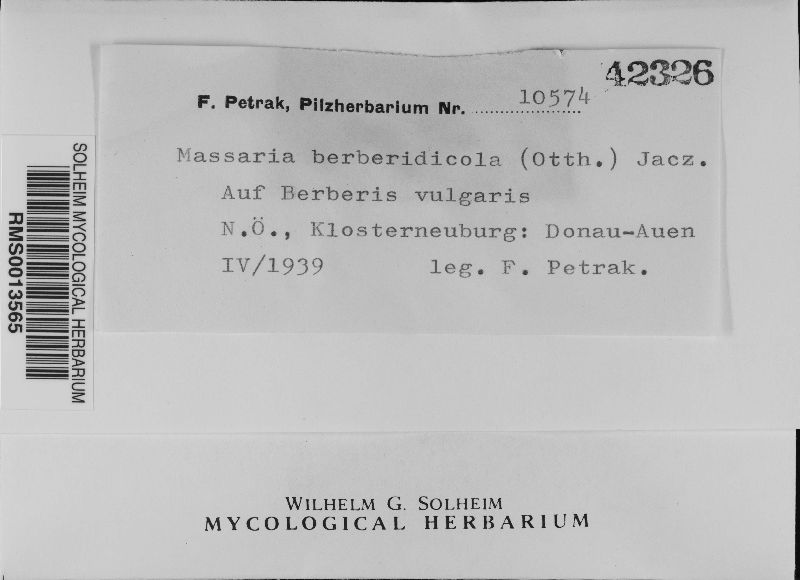 42326
F. Petrak, Pilzherbarium Nr. 10574
Massaria berberidicola (Otth.) Jacz.
Auf Berberis vulgaris
N.Ö., Klosterneuburg: Donau-Auen
IV/1939 leg. F. Petrak.
SOLHEIM MYCOLOGICAL HERBARIUM
RMS0013565
WILHELM G. SOLHEIM
MYCOLOGICAL HERBARIUM